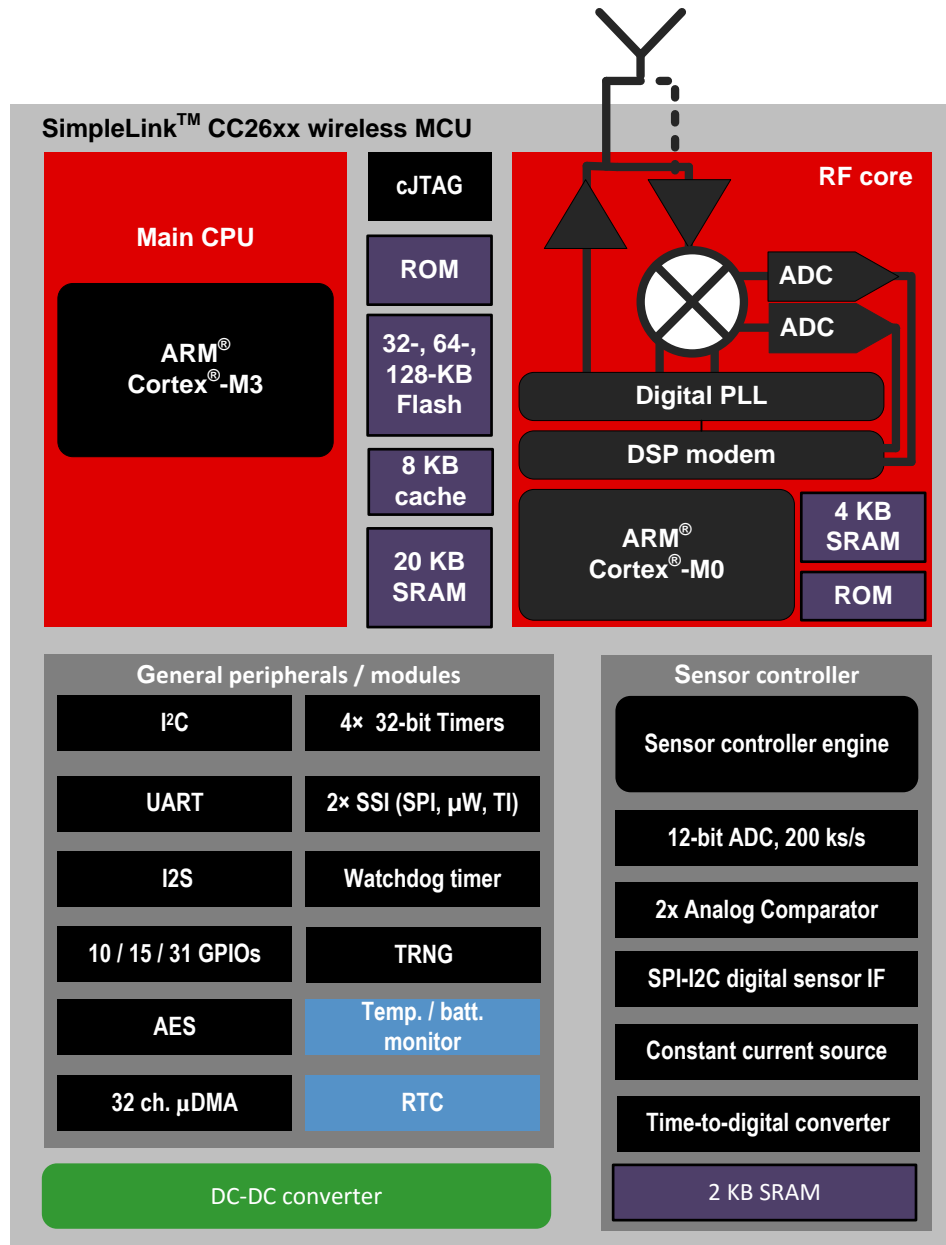 SimpleLink™ CC26xx wireless MCU
Main CPU
ARM®
Cortex®-M3
cJTAG
ROM
32-, 64-,
128-KB
Flash
8 KB
cache
20 KB
SRAM
RF core
ADC
ADC
Digital PLL
DSP modem
ARM®
Cortex®-M0
4 KB
SRAM
ROM
General peripherals / modules
I²C
4× 32-bit Timers
UART
2× SSI (SPI, µW, TI)
I2S
Watchdog timer
10 / 15 / 31 GPIOs
TRNG
AES
Temp. / batt.
monitor
32 ch. µDMA
RTC
DC-DC converter
Sensor controller
Sensor controller engine
12-bit ADC, 200 ks/s
2x Analog Comparator
SPI-I2C digital sensor IF
Constant current source
Time-to-digital converter
2 KB SRAM